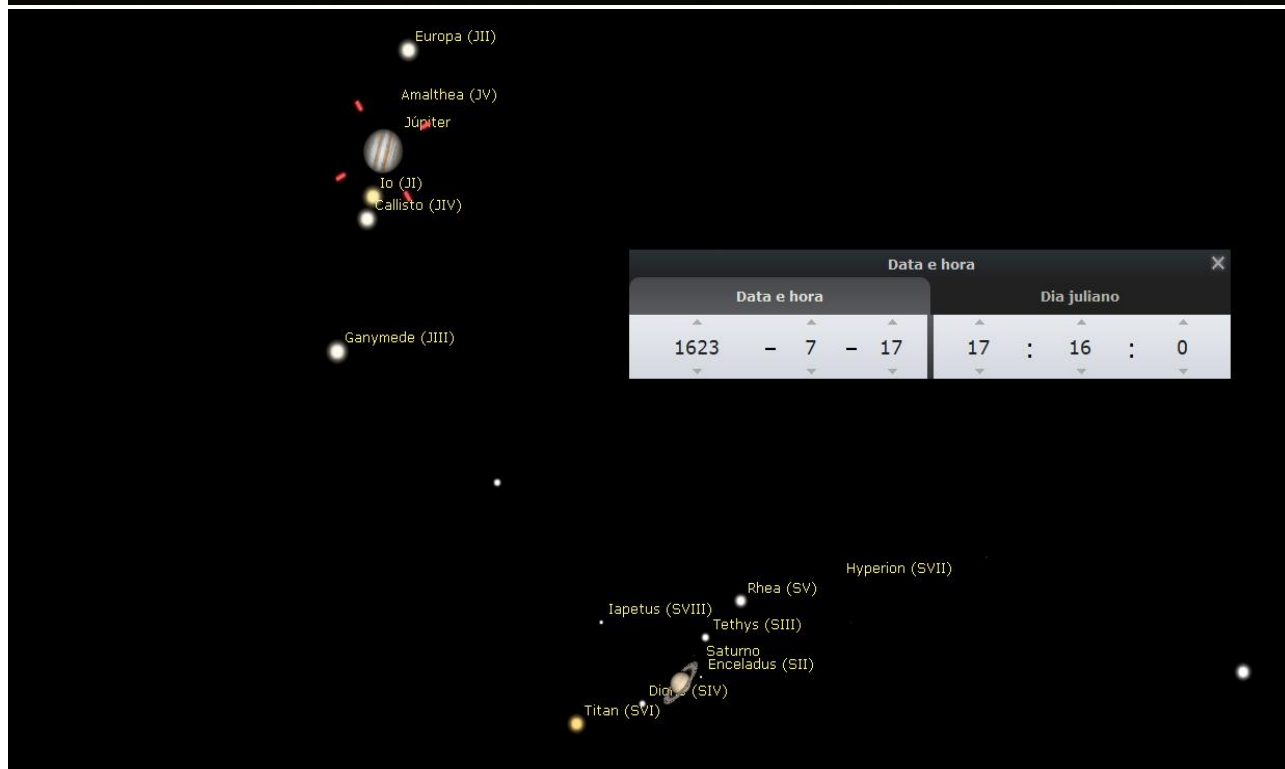 Europa (JII)
Amalthea (JV)
Júpiter
Io (JI)
Callisto (JIV)
Data e hora
Data e hora
Dia juliano
1623 - 7 - 17 17 : 16 : 0
Ganymede (JIII)
Hyperion (SVII)
Rhea (SV)
Iapetus (SVIII)
Tethys (SIII)
Saturno
Enceladus (SII)
Dione (SIV)
Titan (SVI)